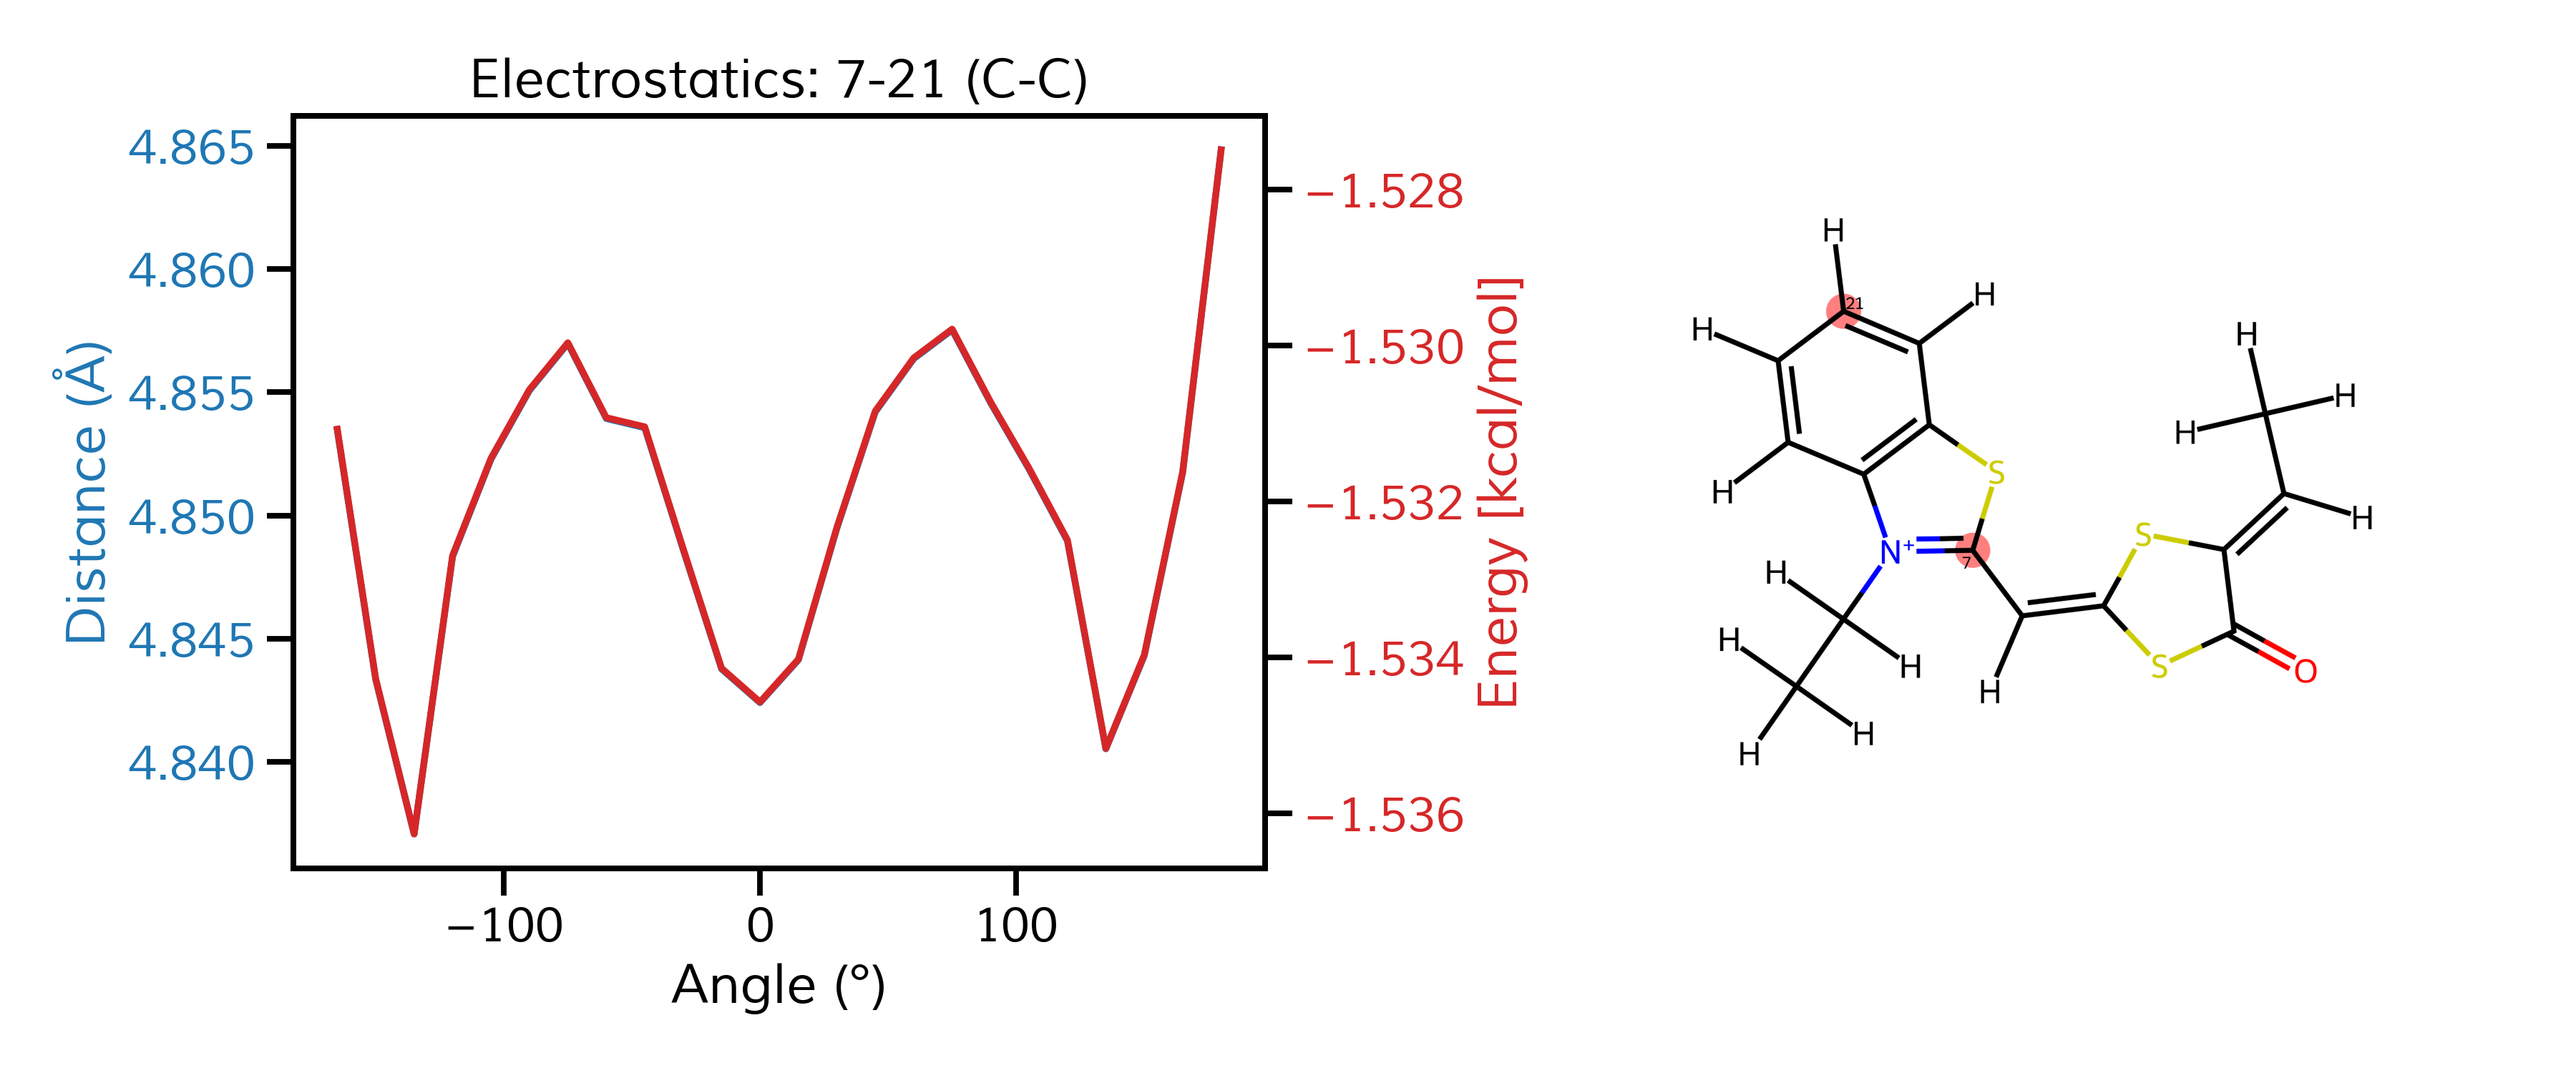 Electrostatics: 7-21 (C-C)
4.865
4.860
4.855
4.850
4.845
4.840
Distance (Å)
−1.528
−1.530
−1.532
−1.534
−1.536
Energy [kcal/mol]
−100
0
100
Angle (°)
H
H
21
H
H
H
H
H
H
S
H
S
N+
7
H
H
H
S
O
H
H
H
H